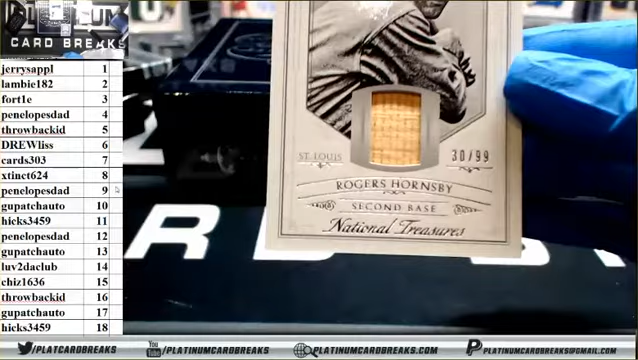 CARD BREAKS
jerrysappl 1
lambie182 2
fort1e 3
penelopesdad 4
throwbackid 5
DREWliss 6
cards303 7
xtinct624 8
penelopesdad 9
gupatchauto 10
hicks3459 11
penelopesdad 12
gupatchauto 13
luv2daclub 14
chiz1636 15
throwbackid 16
gupatchauto 17
hicks3459 18
ST. LOUIS
30/99
ROGERS HORNSBY
SECOND BASE
National Treasures
@/PLATCARDBREAKS
You Tube /PLATINUMCARDBREAKS
PLATINUMCARDBREAKS.COM
PLATINUMCARDBREAKS@GMAIL.COM